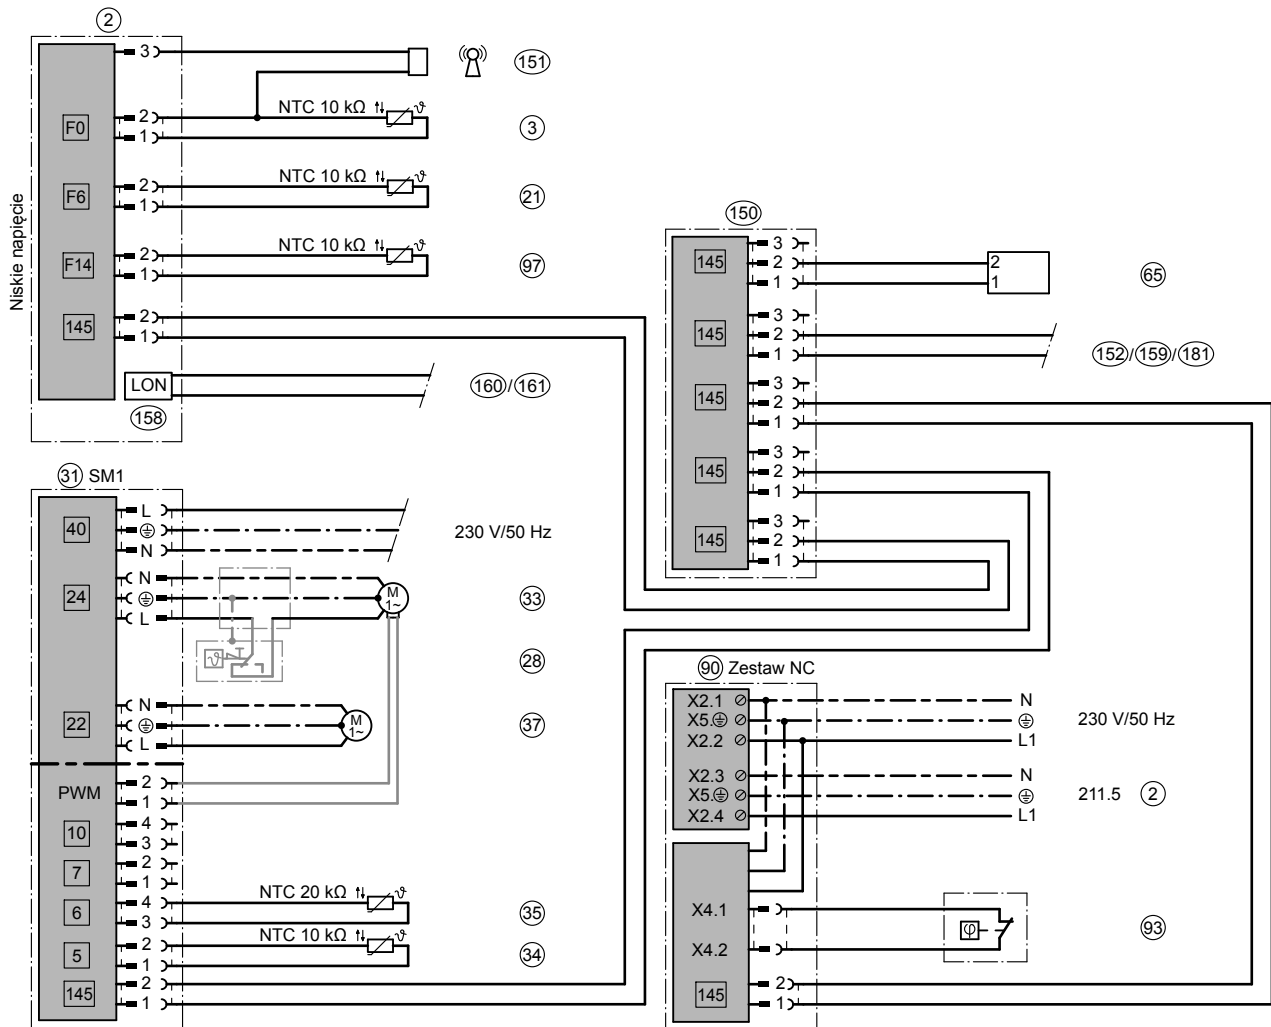 2
Niskie napięcie
3
151
F0
2
1
NTC 10 kΩ
ϑ
3
F6
2
1
NTC 10 kΩ
ϑ
21
F14
2
1
NTC 10 kΩ
ϑ
97
145
2
1
LON
158
160/161
31 SM1
40
L
N
230 V/50 Hz
24
N
L
M
1~
33
ϑ
28
22
N
L
M
1~
37
PWM
2
1
10
4
3
7
2
1
6
4
3
NTC 20 kΩ
ϑ
35
5
2
1
NTC 10 kΩ
ϑ
34
145
2
1
150
145
3
2
1
2
1
65
145
3
2
1
152/159/181
145
3
2
1
145
3
2
1
145
3
2
1
90 Zestaw NC
X2.1
N
X5.
230 V/50 Hz
X2.2
L1
X2.3
N
X5.
211.5 2
X2.4
L1
X4.1
φ
93
X4.2
145
2
1